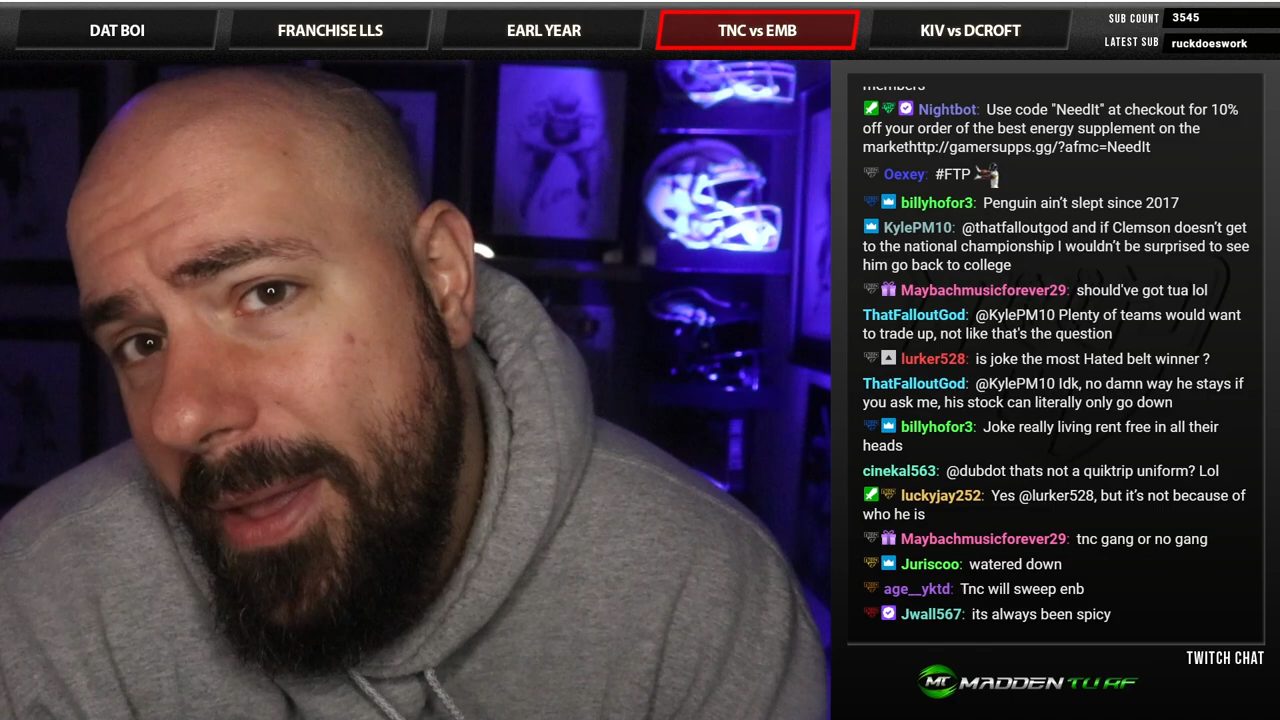 DAT BOI
FRANCHISE LLS
EARL YEAR
TNC vs EMB
KIV vs DCROFT
SUB COUNT 3545
LATEST SUB ruckdoeswork
members
Nightbot: Use code "NeedIt" at checkout for 10%
off your order of the best energy supplement on the
markethttp://gamersupps.gg/?afmc=NeedIt
Oexey: #FTP
billyhofor3: Penguin ain't slept since 2017
KylePM10: @thatfalloutgod and if Clemson doesn't get
to the national championship I wouldn't be surprised to see
him go back to college
Maybachmusicforever29: should've got tua lol
ThatFalloutGod: @KylePM10 Plenty of teams would want
to trade up, not like that's the question
lurker528: is joke the most Hated belt winner ?
ThatFalloutGod: @KylePM10 Idk, no damn way he stays if
you ask me, his stock can literally only go down
billyhofor3: Joke really living rent free in all their
heads
cinekal563: @dubdot thats not a quiktrip uniform? Lol
luckyjay252: Yes @lurker528, but it's not because of
who he is
Maybachmusicforever29: tnc gang or no gang
Juriscoo: watered down
age__yktd: Tnc will sweep enb
Jwall567: its always been spicy
TWITCH CHAT
MT MADDEN TURF